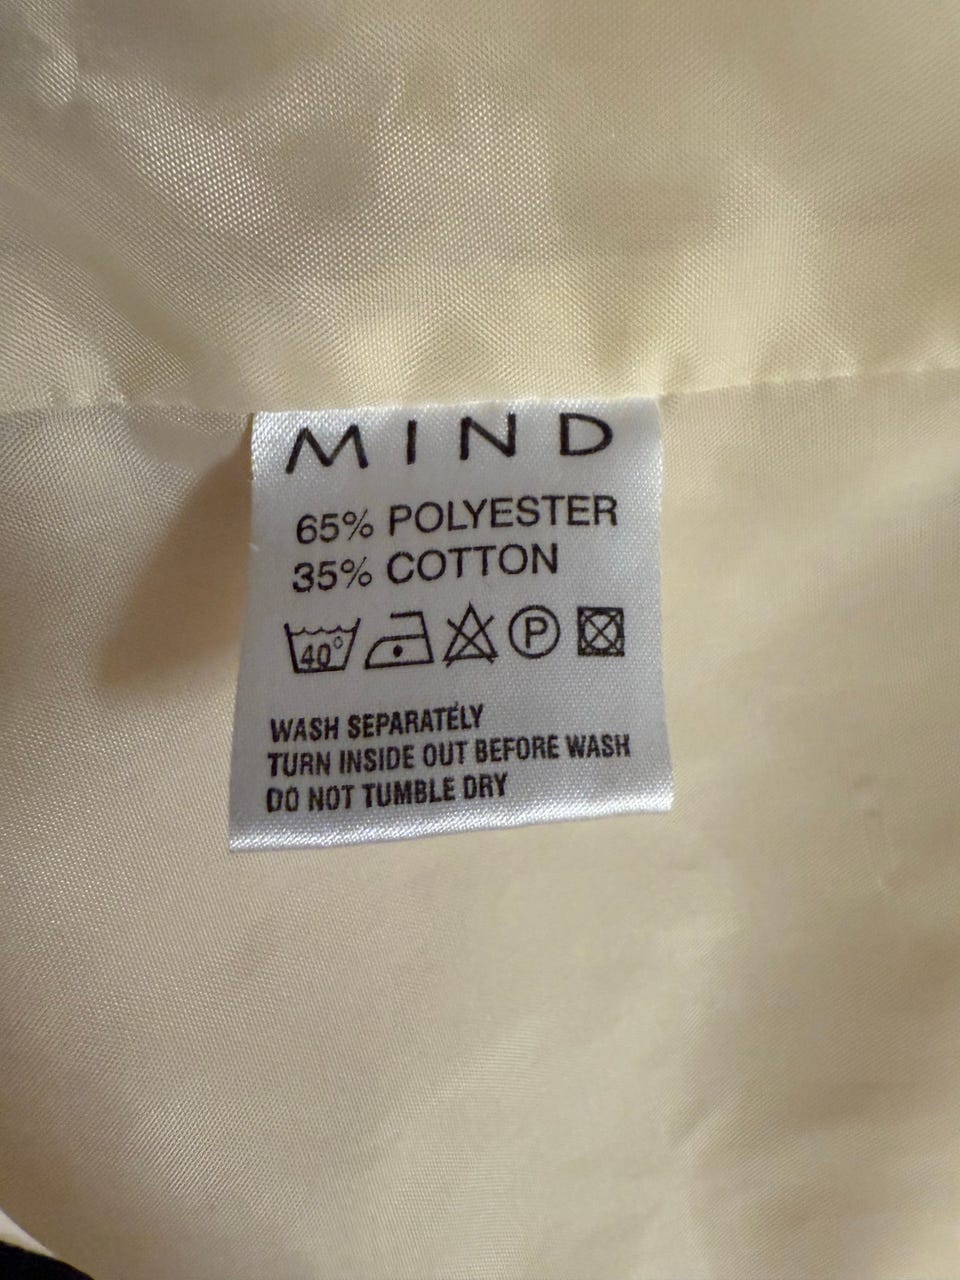 MIND
65% POLYESTER
35% COTTON
40° P
WASH SEPARATELY
TURN INSIDE OUT BEFORE WASH
DO NOT TUMBLE DRY